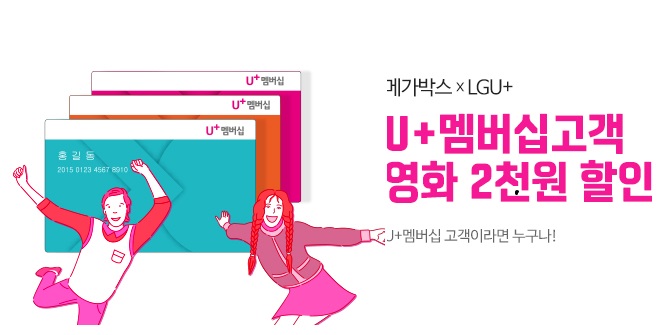 U+멤버십
U+멤버십
U+멤버십
홍 길 돔
2015 0123 4567 8910
메가박스 x LGU+
U+멤버십고객
영화 2천원 할인
U+멤버십 고객이라면 누구나!